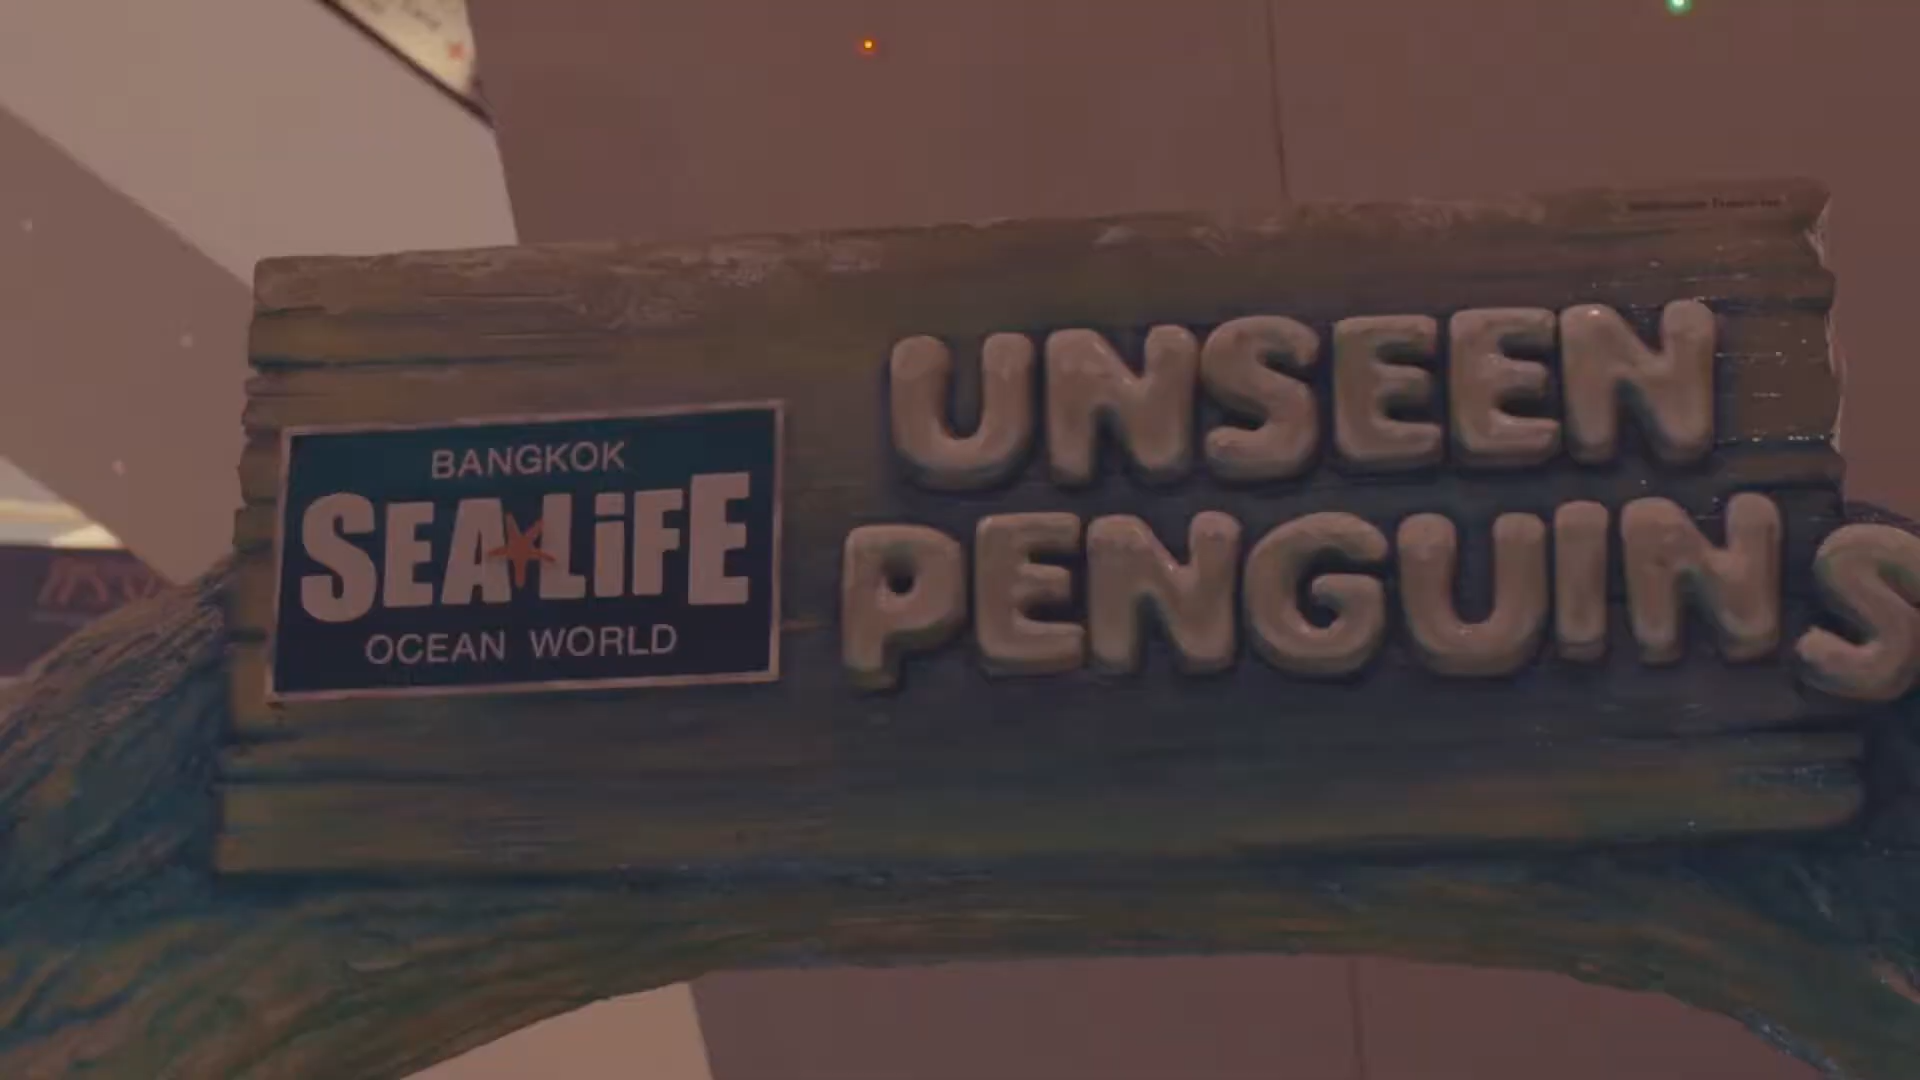 BANGKOK
SEA LiFE
OCEAN WORLD
UNSEEN
PENGUINS